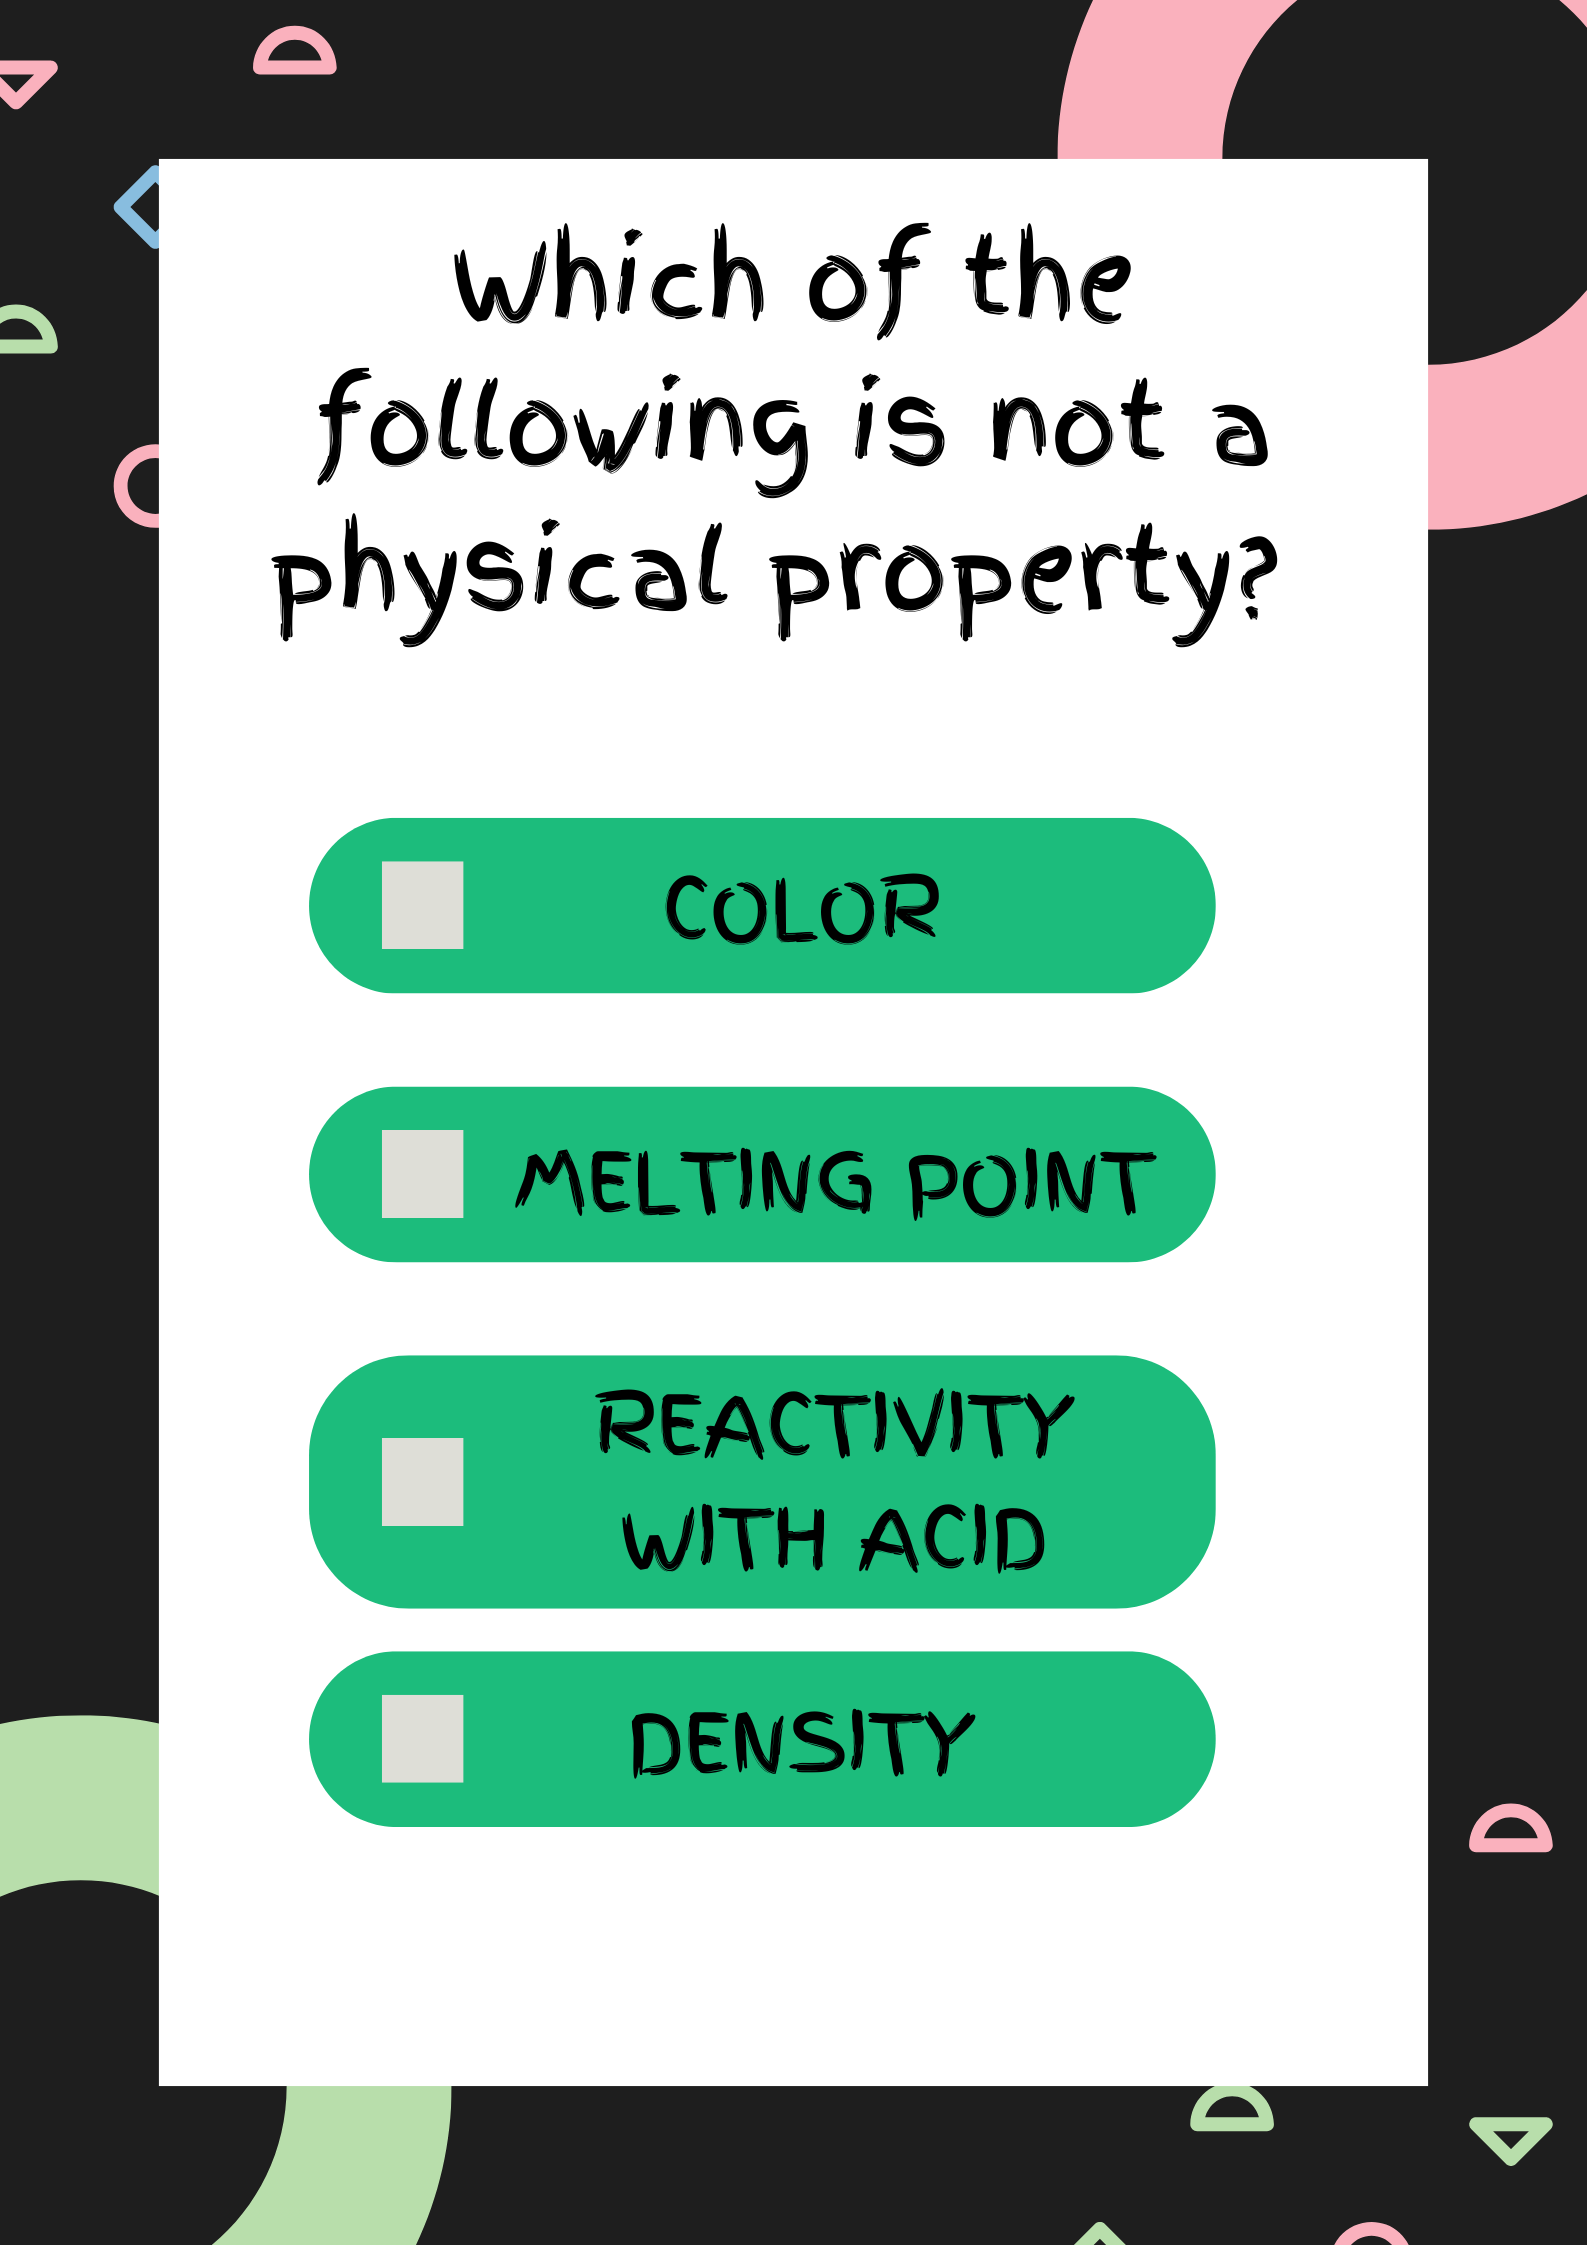 Which of the
following is not a
physical property?
COLOR
MELTING POINT
REACTIVITY
WITH ACID
DENSITY